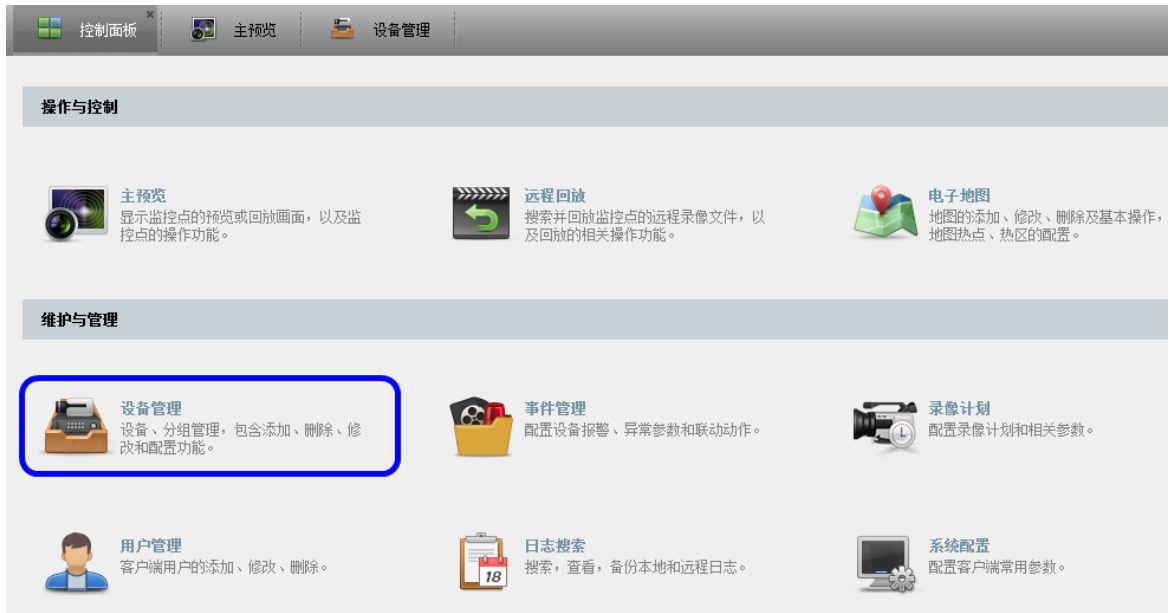 控制面板
主预览
设备管理
操作与控制
主预览
显示监控点的预览或回放画面，以及监
控点的操作功能。
远程回放
搜索并回放监控点的远程录像文件，以
及回放的相关操作功能。
电子地图
地图的添加、修改、删除及基本操作，
地图热点、热区的配置。
维护与管理
设备管理
设备、分组管理，包含添加、删除、修
改和配置功能。
事件管理
配置设备报警、异常参数和联动动作。
录像计划
配置录像计划和相关参数。
用户管理
客户端用户的添加、修改、删除。
18
日志搜索
搜索，查看，备份本地和远程日志。
系统配置
配置客户端常用参数。